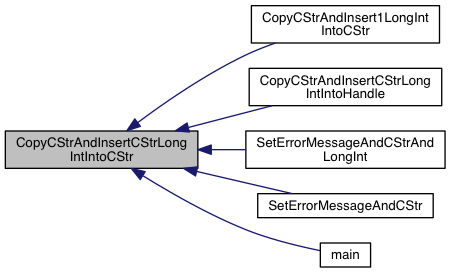 CopyCStrAndInsert1LongInt
IntoCStr
CopyCStrAndInsertCStrLong
IntIntoHandle
CopyCStrAndInsertCStrLong
IntIntoCStr
SetErrorMessageAndCStrAnd
LongInt
SetErrorMessageAndCStr
main